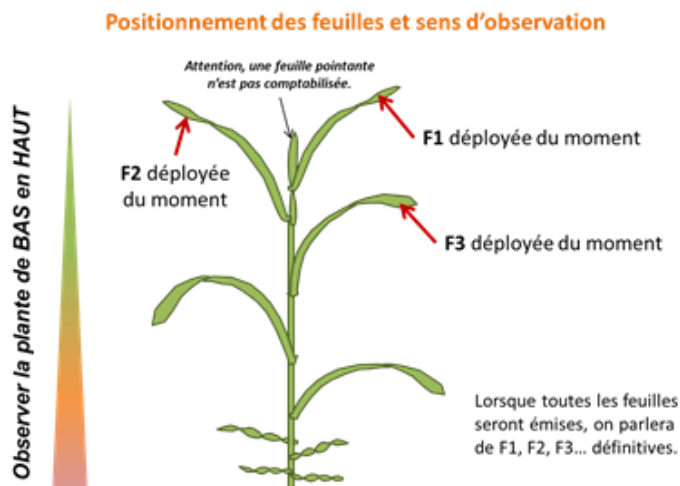 Positionnement des feuilles et sens d'observation
Attention, une feuille pointante
n'est pas comptabilisée.
Observer la plante de BAS en HAUT
F1 déployée du moment
F2 déployée
du moment
F3 déployée du moment
Lorsque toutes les feuilles
seront émises, on parlera
de F1, F2, F3... définitives.